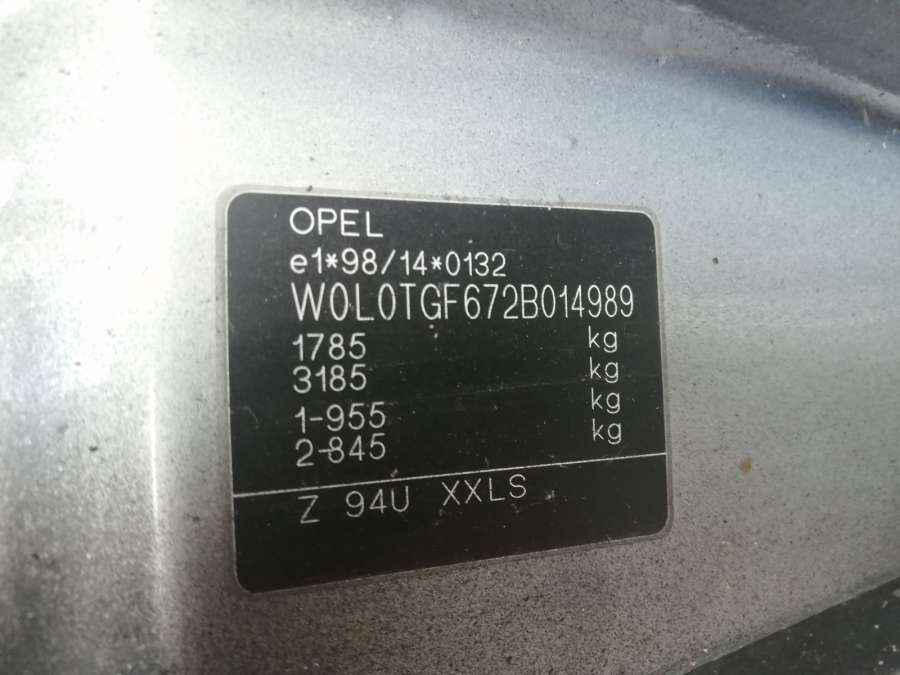 OPEL
e1*98/14*0132
W0L0TGF672B014989
1785 kg
3185 kg
1-955 kg
2-845 kg
Z 94U XXLS